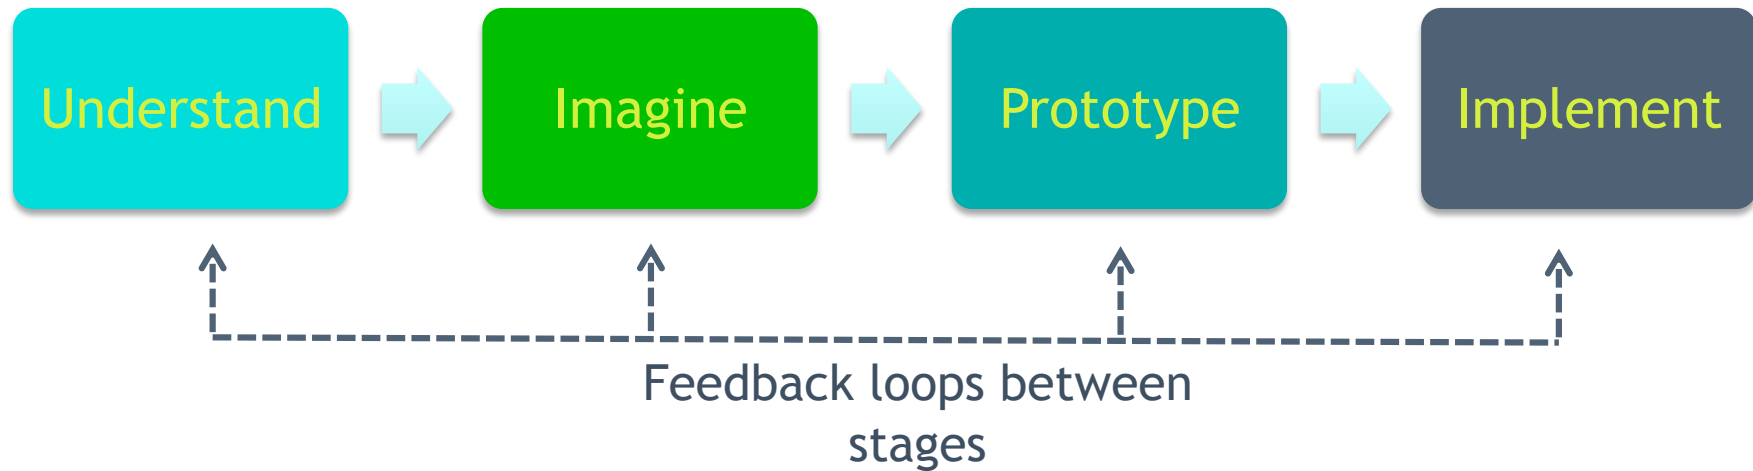 Understand
Imagine
Prototype
Implement
Feedback loops between
stages